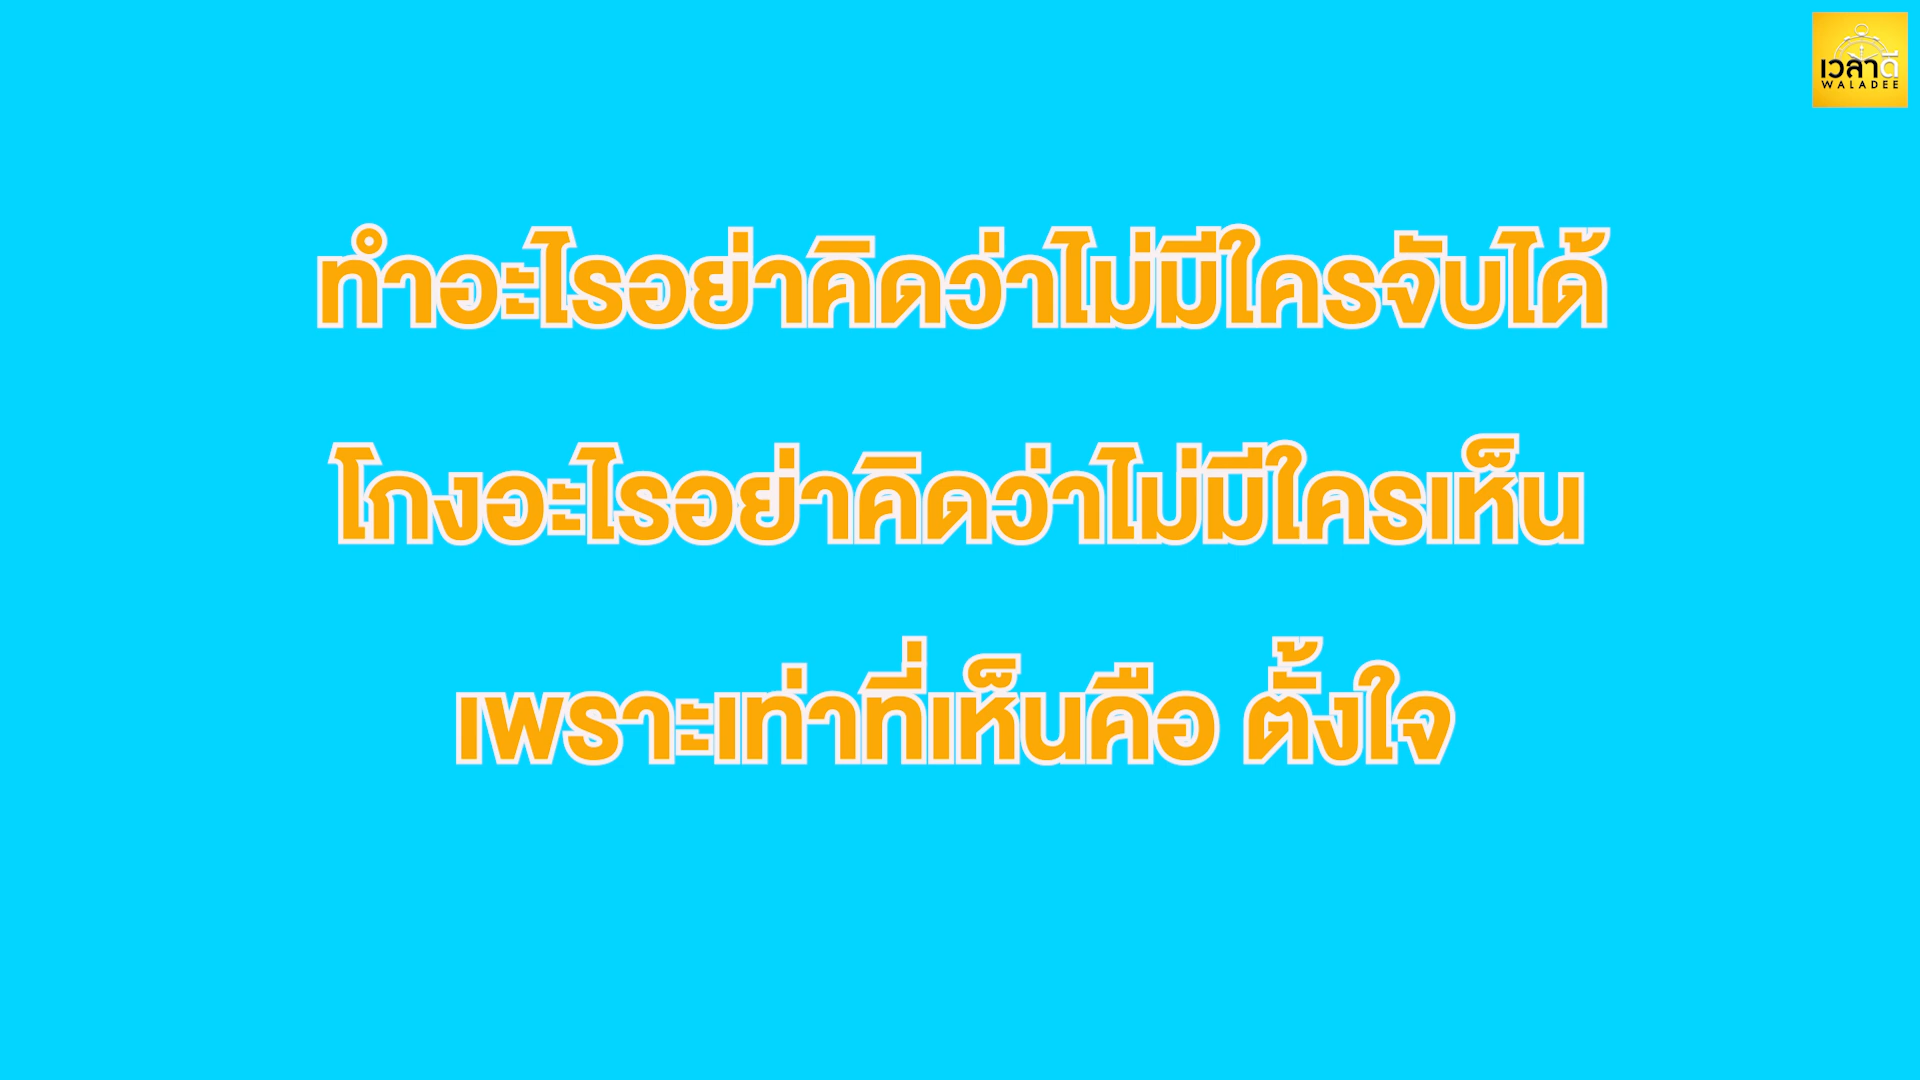 เวลาดี
WALADEE
ทำอะไรอย่าคิดว่าไม่มีใครจับได้
โกงอะไรอย่าคิดว่าไม่มีใครเห็น
เพราะเท่าที่เห็นคือ ตั้งใจ